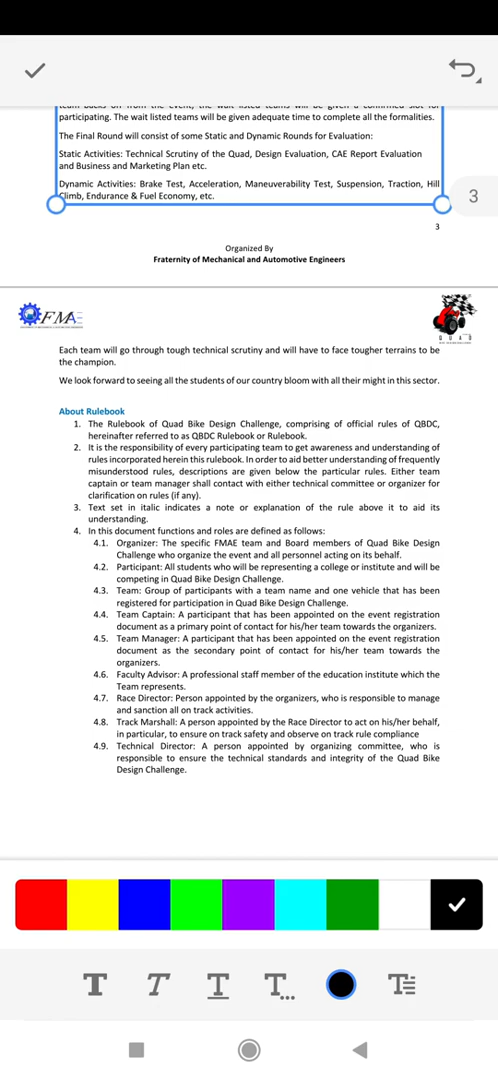 team backs off from the event, the wait listed teams will be given a confirmed slot for
participating. The wait listed teams will be given adequate time to complete all the formalities.
The Final Round will consist of some Static and Dynamic Rounds for Evaluation:
Static Activities: Technical Scrutiny of the Quad, Design Evaluation, CAE Report Evaluation
and Business and Marketing Plan etc.
Dynamic Activities: Brake Test, Acceleration, Maneuverability Test, Suspension, Traction, Hill
Climb, Endurance & Fuel Economy, etc.
3
3
Organized By
Fraternity of Mechanical and Automotive Engineers
FMAE
QUAD
Each team will go through tough technical scrutiny and will have to face tougher terrains to be
the champion.
We look forward to seeing all the students of our country bloom with all their might in this sector.
About Rulebook
1. The Rulebook of Quad Bike Design Challenge, comprising of official rules of QBDC,
hereinafter referred to as QBDC Rulebook or Rulebook.
2. It is the responsibility of every participating team to get awareness and understanding of
rules incorporated herein this rulebook. In order to aid better understanding of frequently
misunderstood rules, descriptions are given below the particular rules. Either team
captain or team manager shall contact with either technical committee or organizer for
clarification on rules (if any).
3. Text set in italic indicates a note or explanation of the rule above it to aid its
understanding.
4. In this document functions and roles are defined as follows:
4.1. Organizer: The specific FMAE team and Board members of Quad Bike Design
Challenge who organize the event and all personnel acting on its behalf.
4.2. Participant: All students who will be representing a college or institute and will be
competing in Quad Bike Design Challenge.
4.3. Team: Group of participants with a team name and one vehicle that has been
registered for participation in Quad Bike Design Challenge.
4.4. Team Captain: A participant that has been appointed on the event registration
document as a primary point of contact for his/her team towards the organizers.
4.5. Team Manager: A participant that has been appointed on the event registration
document as the secondary point of contact for his/her team towards the
organizers.
4.6. Faculty Advisor: A professional staff member of the education institute which the
Team represents.
4.7. Race Director: Person appointed by the organizers, who is responsible to manage
and sanction all on track activities.
4.8. Track Marshall: A person appointed by the Race Director to act on his/her behalf,
in particular, to ensure on track safety and observe on track rule compliance
4.9. Technical Director: A person appointed by organizing committee, who is
responsible to ensure the technical standards and integrity of the Quad Bike
Design Challenge.
T T T T... T